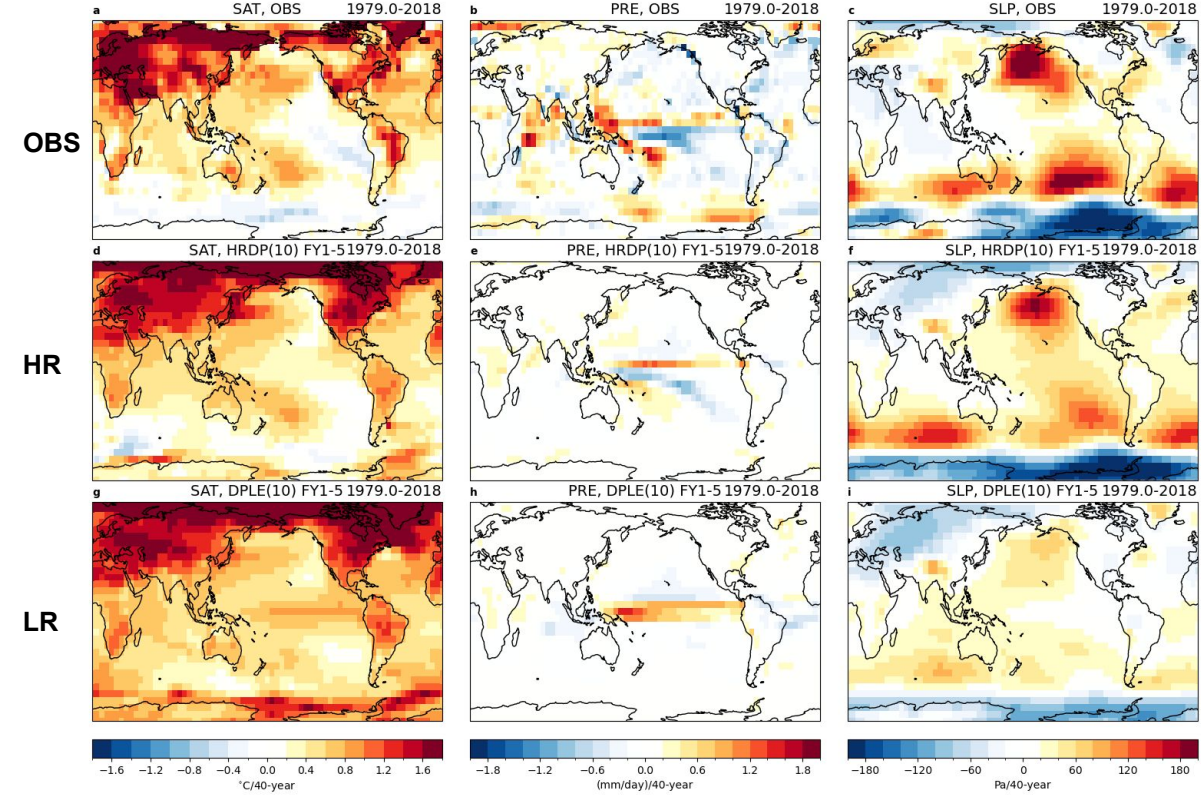 a SAT, OBS 1979.0-2018
b PRE, OBS 1979.0-2018
c SLP, OBS 1979.0-2018
OBS
d SAT, HRDP(10) FY1-51979.0-2018
e PRE, HRDP(10) FY1-51979.0-2018
f SLP, HRDP(10) FY1-51979.0-2018
HR
g SAT, DPLE(10) FY1-5 1979.0-2018
h PRE, DPLE(10) FY1-5 1979.0-2018
i SLP, DPLE(10) FY1-5 1979.0-2018
LR
−1.6 −1.2 −0.8 −0.4 0.0 0.4 0.8 1.2 1.6
˚C/40-year
−1.8 −1.2 −0.6 0.0 0.6 1.2 1.8
(mm/day)/40-year
−180 −120 −60 0 60 120 180
Pa/40-year